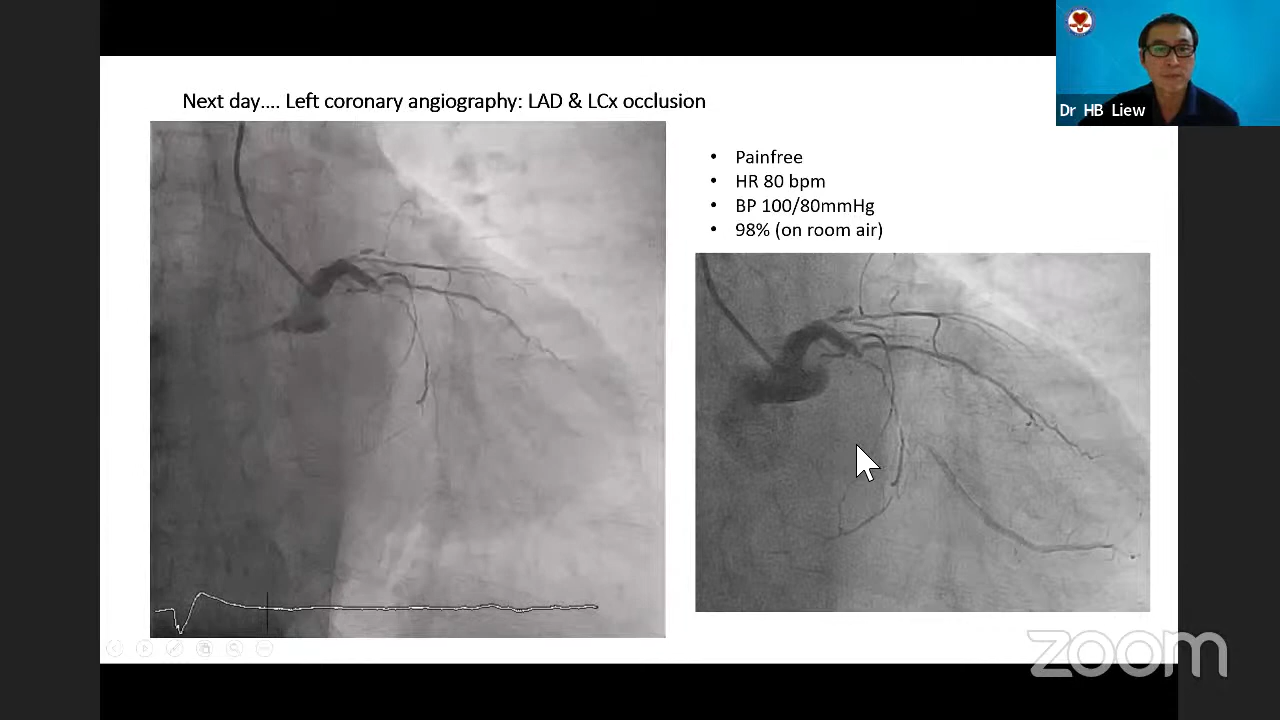 Next day.... Left coronary angiography: LAD & LCx occlusion
Dr HB Liew
• Painfree
• HR 80 bpm
• BP 100/80mmHg
• 98% (on room air)
zoom